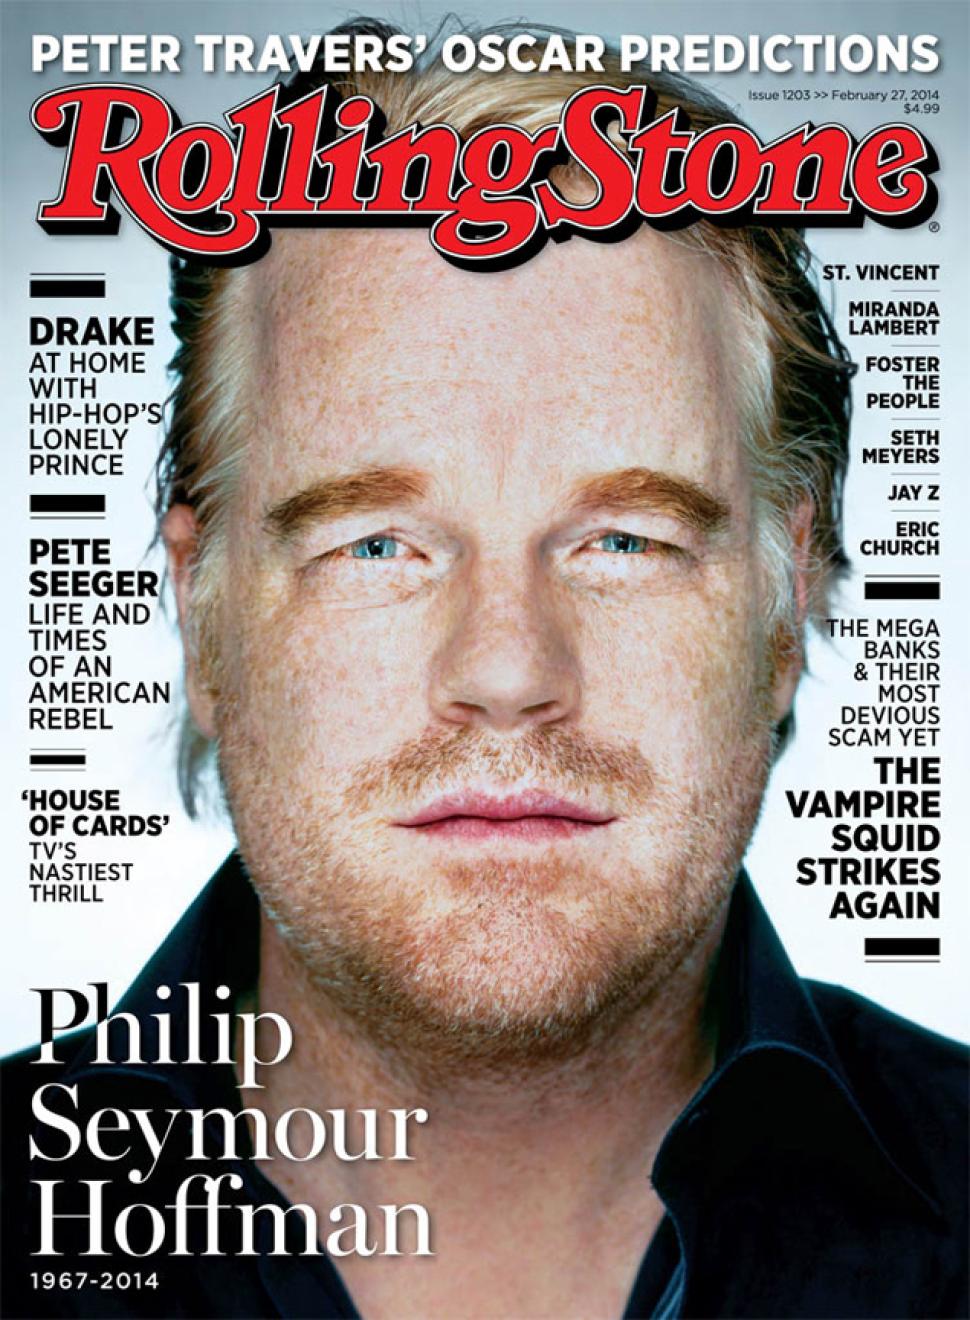 PETER TRAVERS' OSCAR PREDICTIONS
Issue 1203 >> February 27, 2014
$4.99
RollingStone
®
DRAKE
AT HOME
WITH
HIP-HOP'S
LONELY
PRINCE
PETE
SEEGER
LIFE AND
TIMES
OF AN
AMERICAN
REBEL
'HOUSE
OF CARDS'
TV'S
NASTIEST
THRILL
ST. VINCENT
MIRANDA
LAMBERT
FOSTER
THE
PEOPLE
SETH
MEYERS
JAY Z
ERIC
CHURCH
THE MEGA
BANKS
& THEIR
MOST
DEVIOUS
SCAM YET
THE
VAMPIRE
SQUID
STRIKES
AGAIN
Philip
Seymour
Hoffman
1967-2014